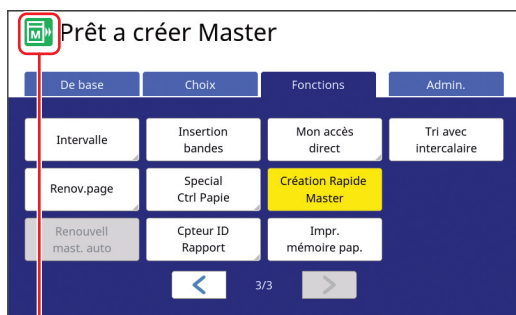 M
Prêt a créer Master
De base
Choix
Fonctions
Admin.
Intervalle
Insertion
bandes
Mon accès
direct
Tri avec
intercalaire
Renov.page
Special
Ctrl Papie
Création Rapide
Master
Renouvell
mast. auto
Cpteur ID
Rapport
Impr.
mémoire pap.
3/3